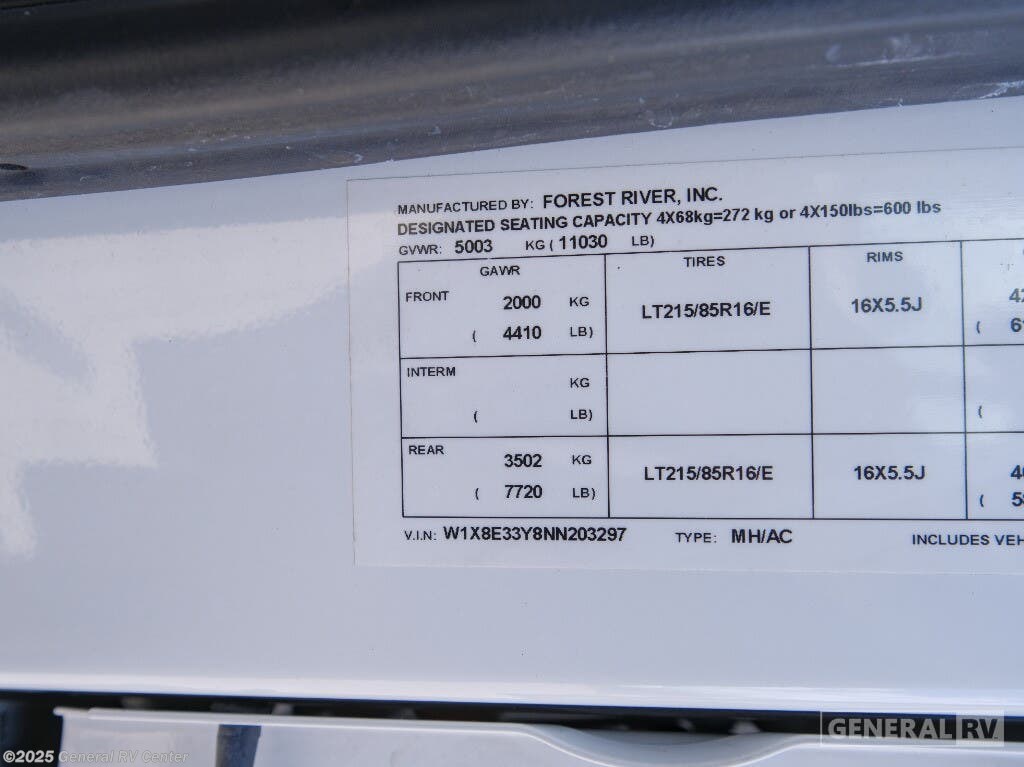 MANUFACTURED BY: FOREST RIVER, INC.
DESIGNATED SEATING CAPACITY 4X68kg=272 kg or 4X150lbs=600 lbs
GVWR: 5003 KG ( 11030 LB)
GAWR TIRES RIMS
FRONT 2000 KG LT215/85R16/E 16X5.5J
( 4410 LB) (
INTERM KG
( LB) (
REAR 3502 KG LT215/85R16/E 16X5.5J
( 7720 LB) (
V.I.N: W1X8E33Y8NN203297 TYPE: MH/AC INCLUDES VEH
GENERAL RV
©2025 General RV Center